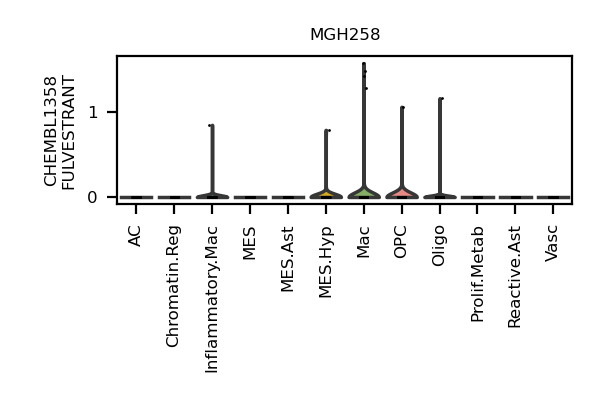 MGH258
CHEMBL1358
FULVESTRANT
1
0
AC
Chromatin.Reg
Inflammatory.Mac
MES
MES.Ast
MES.Hyp
Mac
OPC
Oligo
Prolif.Metab
Reactive.Ast
Vasc